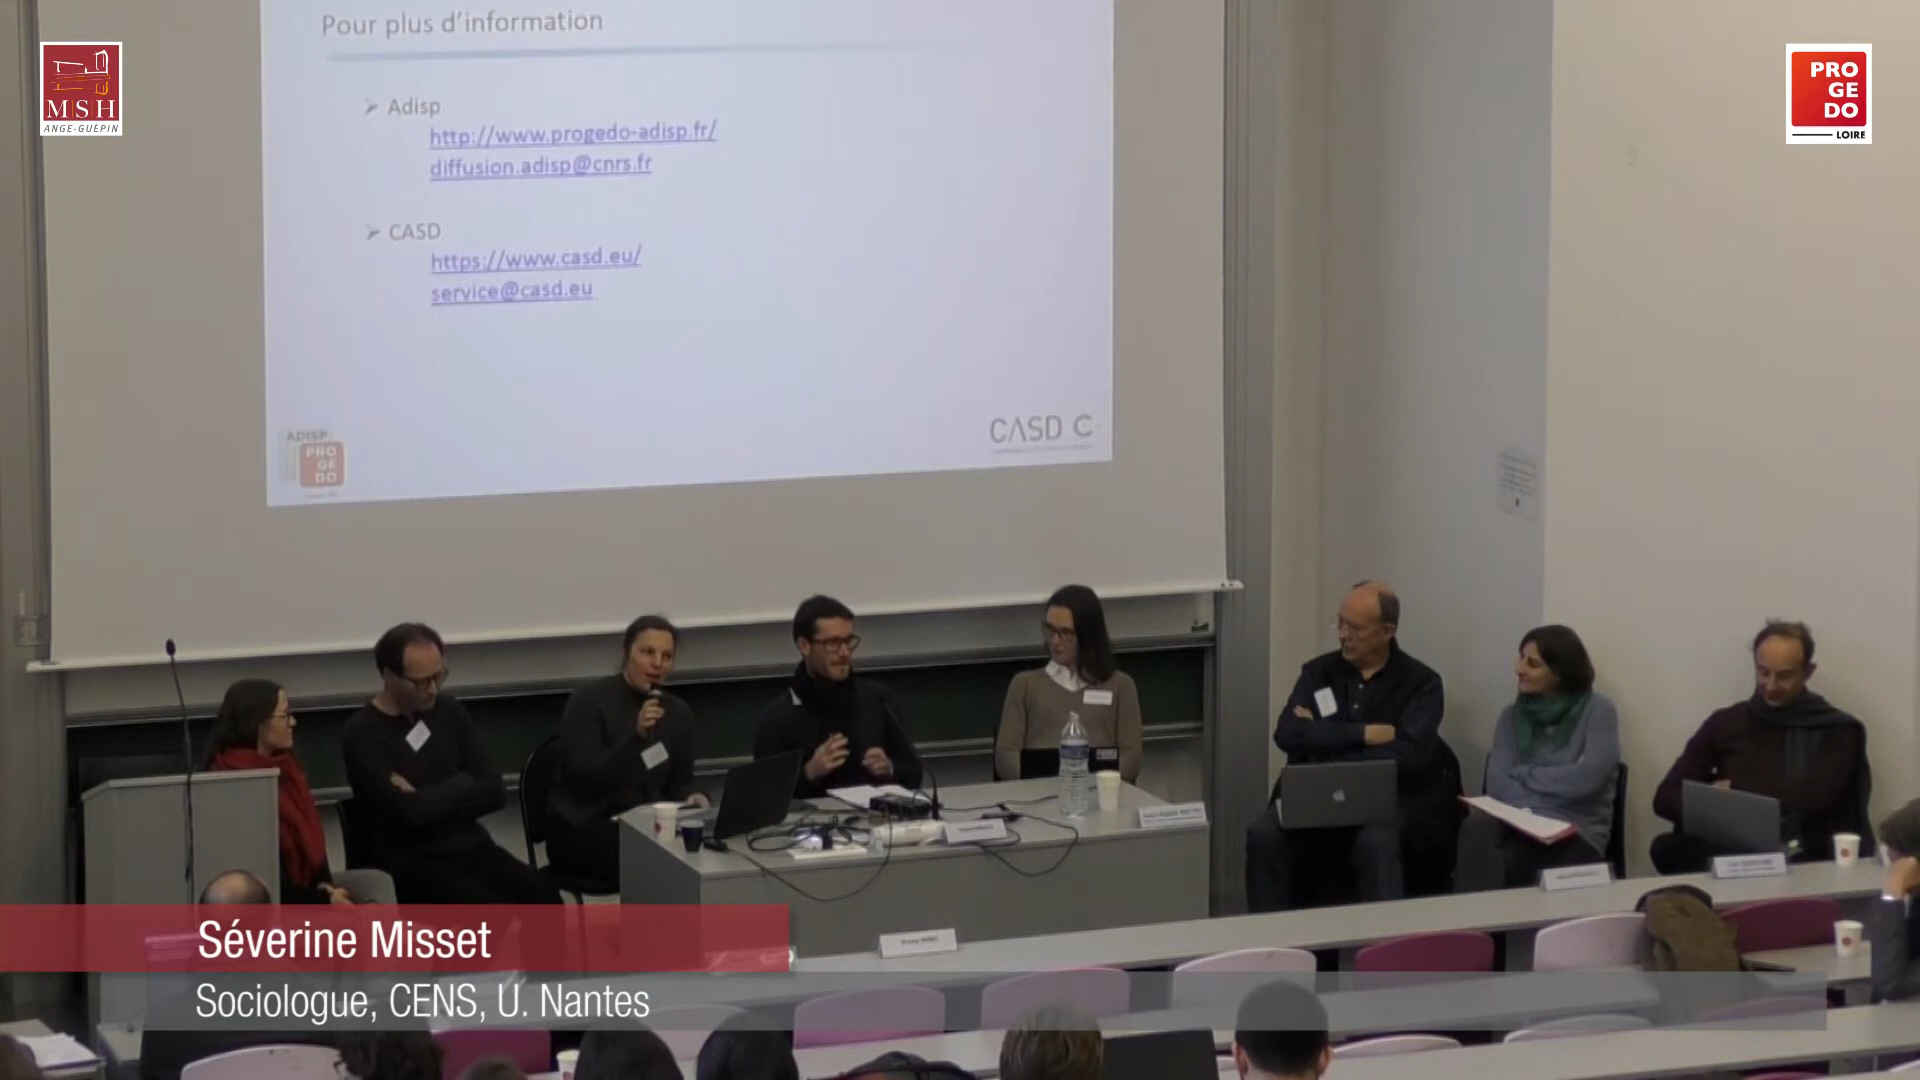 Pour plus d'information
MSH
ANGE-GUÉPIN
PRO
GE
DO
LOIRE
➢ Adisp
http://www.progedo-adisp.fr/
diffusion.adisp@cnrs.fr
➢ CASD
https://www.casd.eu/
service@casd.eu
CASD C
ADISP
PRO
GE
DO
Séverine Misset
Sociologue, CENS, U. Nantes